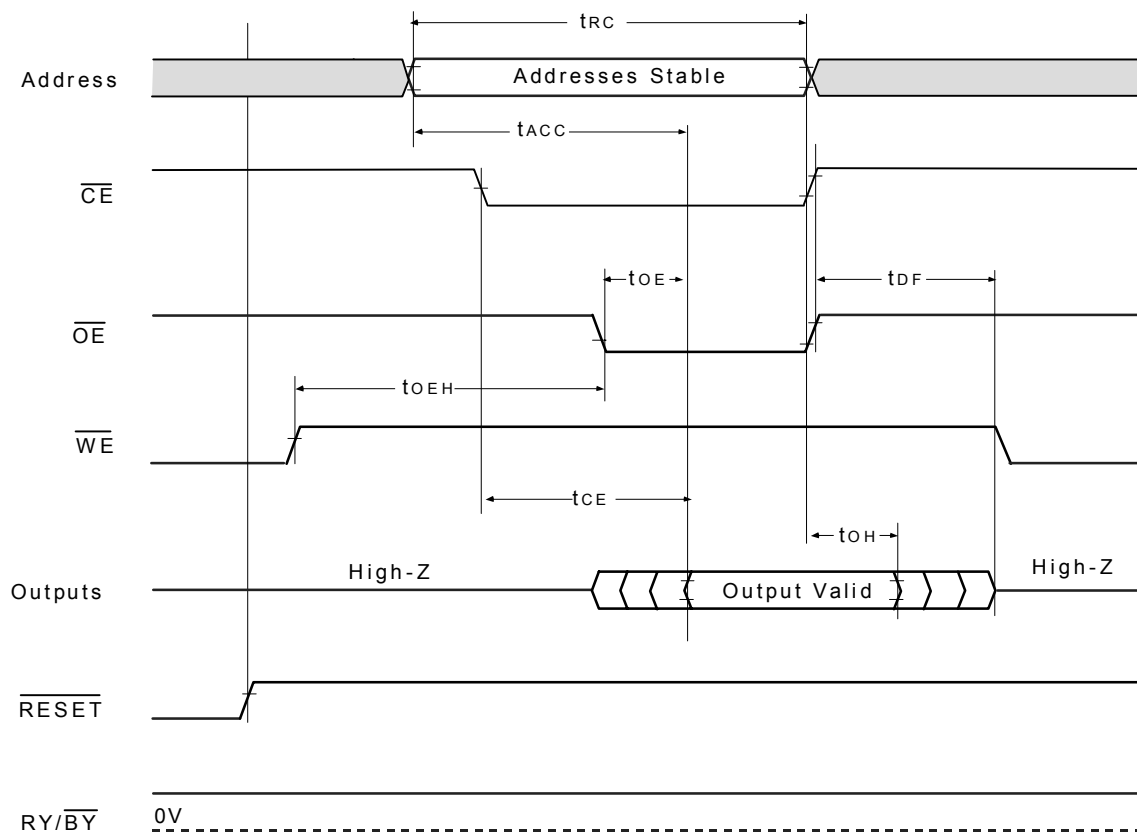 tRC
Address
Addresses Stable
tACC
CE
tOE
tDF
OE
tOEH
WE
tCE
tOH
High-Z
Output Valid
High-Z
Outputs
RESET
0V
RY/BY